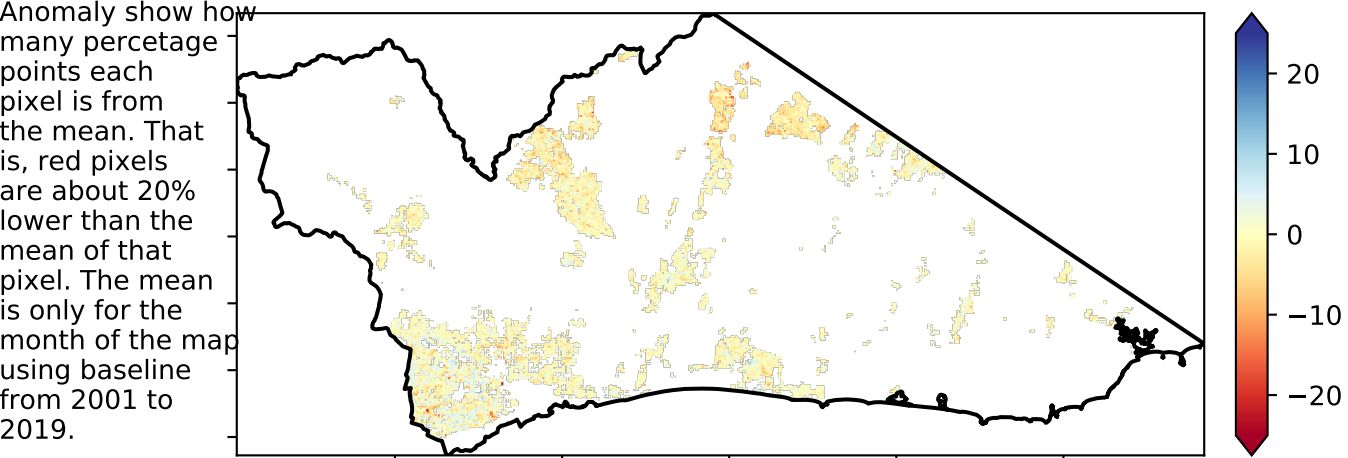 Anomaly show how
many percetage
points each
pixel is from
the mean. That
is, red pixels
are about 20%
lower than the
mean of that
pixel. The mean
is only for the
month of the map
using baseline
from 2001 to
2019.
20
10
0
−10
−20